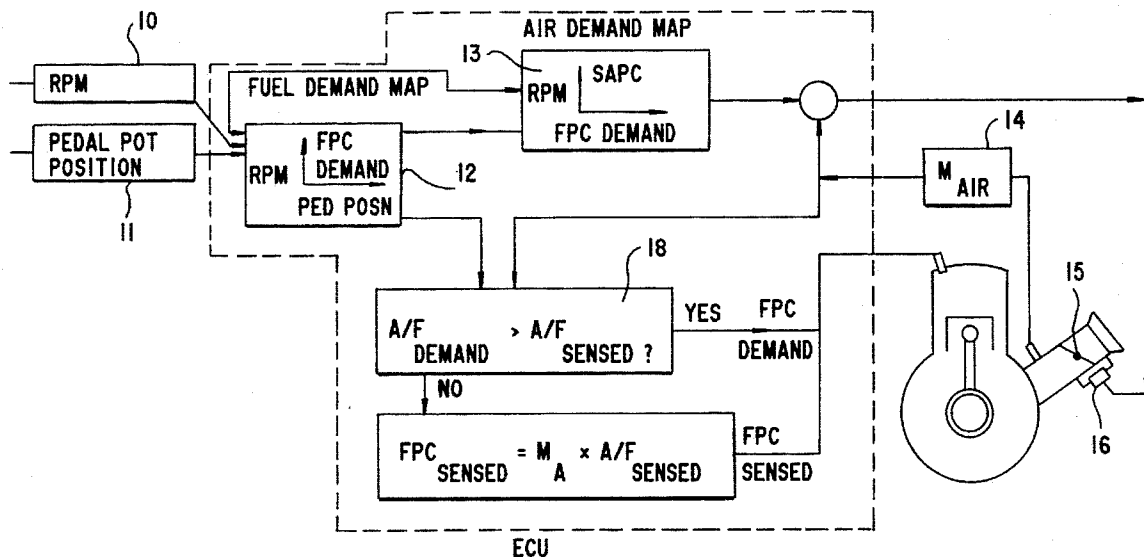 10
AIR DEMAND MAP
13
RPM
SAPC
RPM
FPC DEMAND
FUEL DEMAND MAP
14
M AIR
PEDAL POT
POSITION
11
FPC
DEMAND
RPM
PED POSN
12
18
15
A/F DEMAND > A/F SENSED ?
YES
FPC
DEMAND
NO
16
FPC SENSED = M A × A/F SENSED
FPC
SENSED
ECU